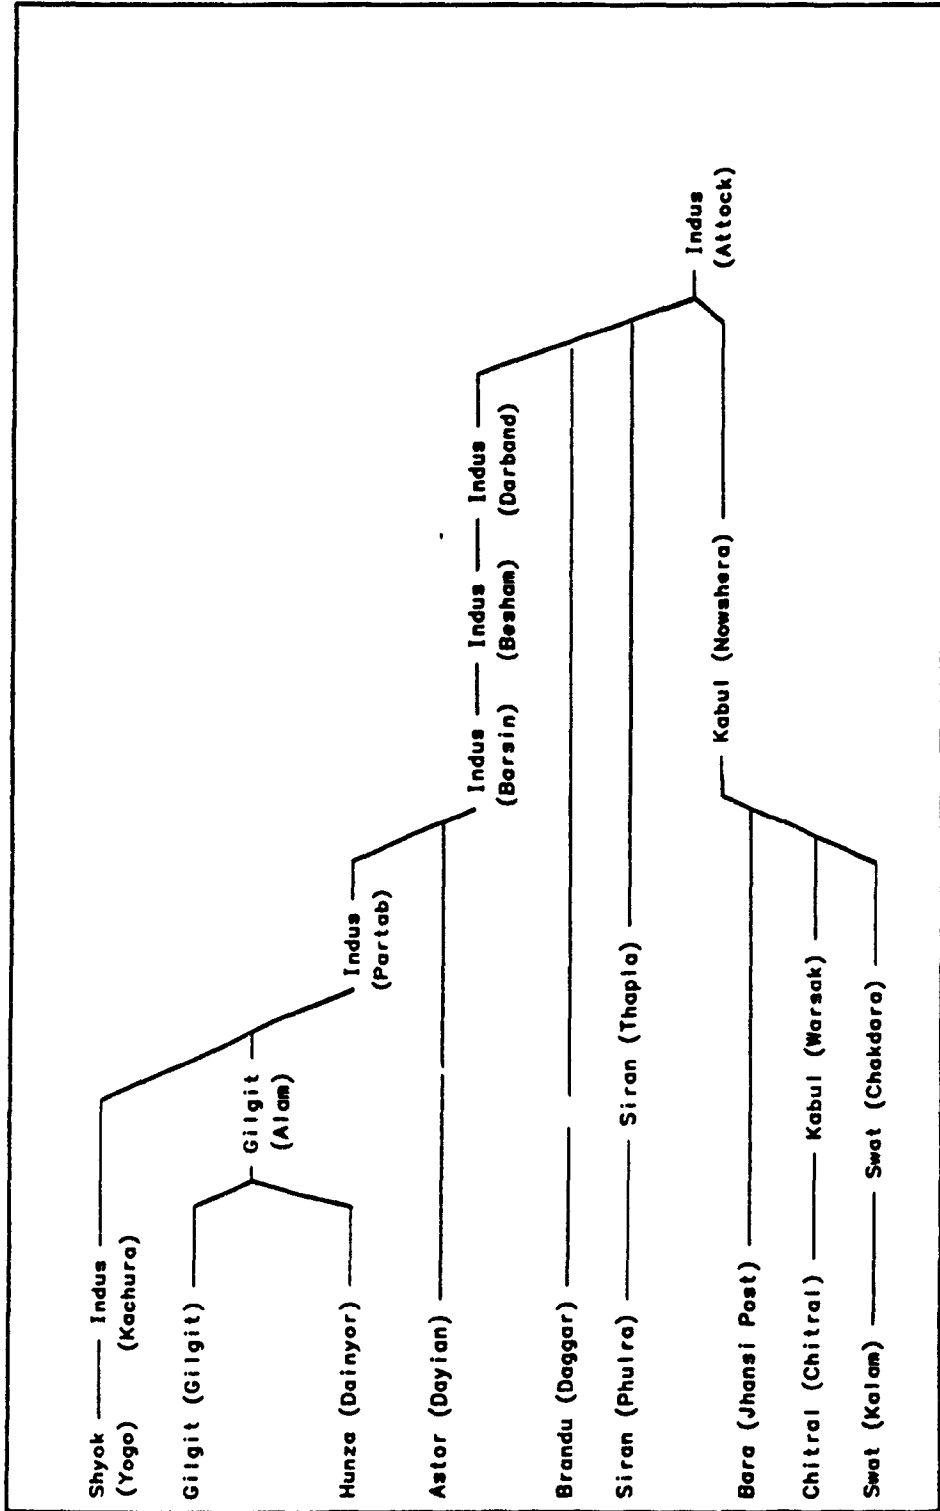 Shyok
(Yogo)
Indus
(Kachura)
Gilgit (Gilgit)
Gilgit
(Alam)
Hunza (Dainyor)
Indus
(Partab)
Astor (Dayian)
Indus
(Barsin)
Indus
(Besham)
Indus
(Darband)
Brandu (Daggar)
Siran (Phulra)
Siran (Thapla)
Indus
(Attock)
Kabul (Nowshera)
Bara (Jhansi Post)
Chitral (Chitral)
Kabul (Warsak)
Swat (Kalam)
Swat (Chakdara)